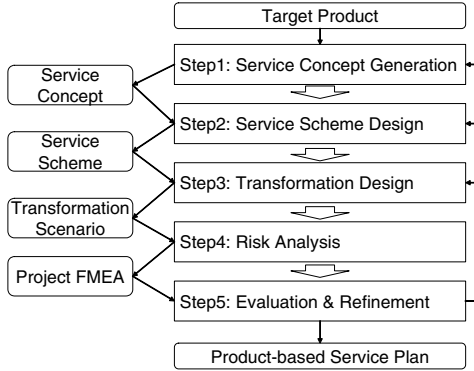 Target Product
Step1: Service Concept Generation
Service
Concept
Step2: Service Scheme Design
Service
Scheme
Step3: Transformation Design
Transformation
Scenario
Step4: Risk Analysis
Project FMEA
Step5: Evaluation & Refinement
Product-based Service Plan